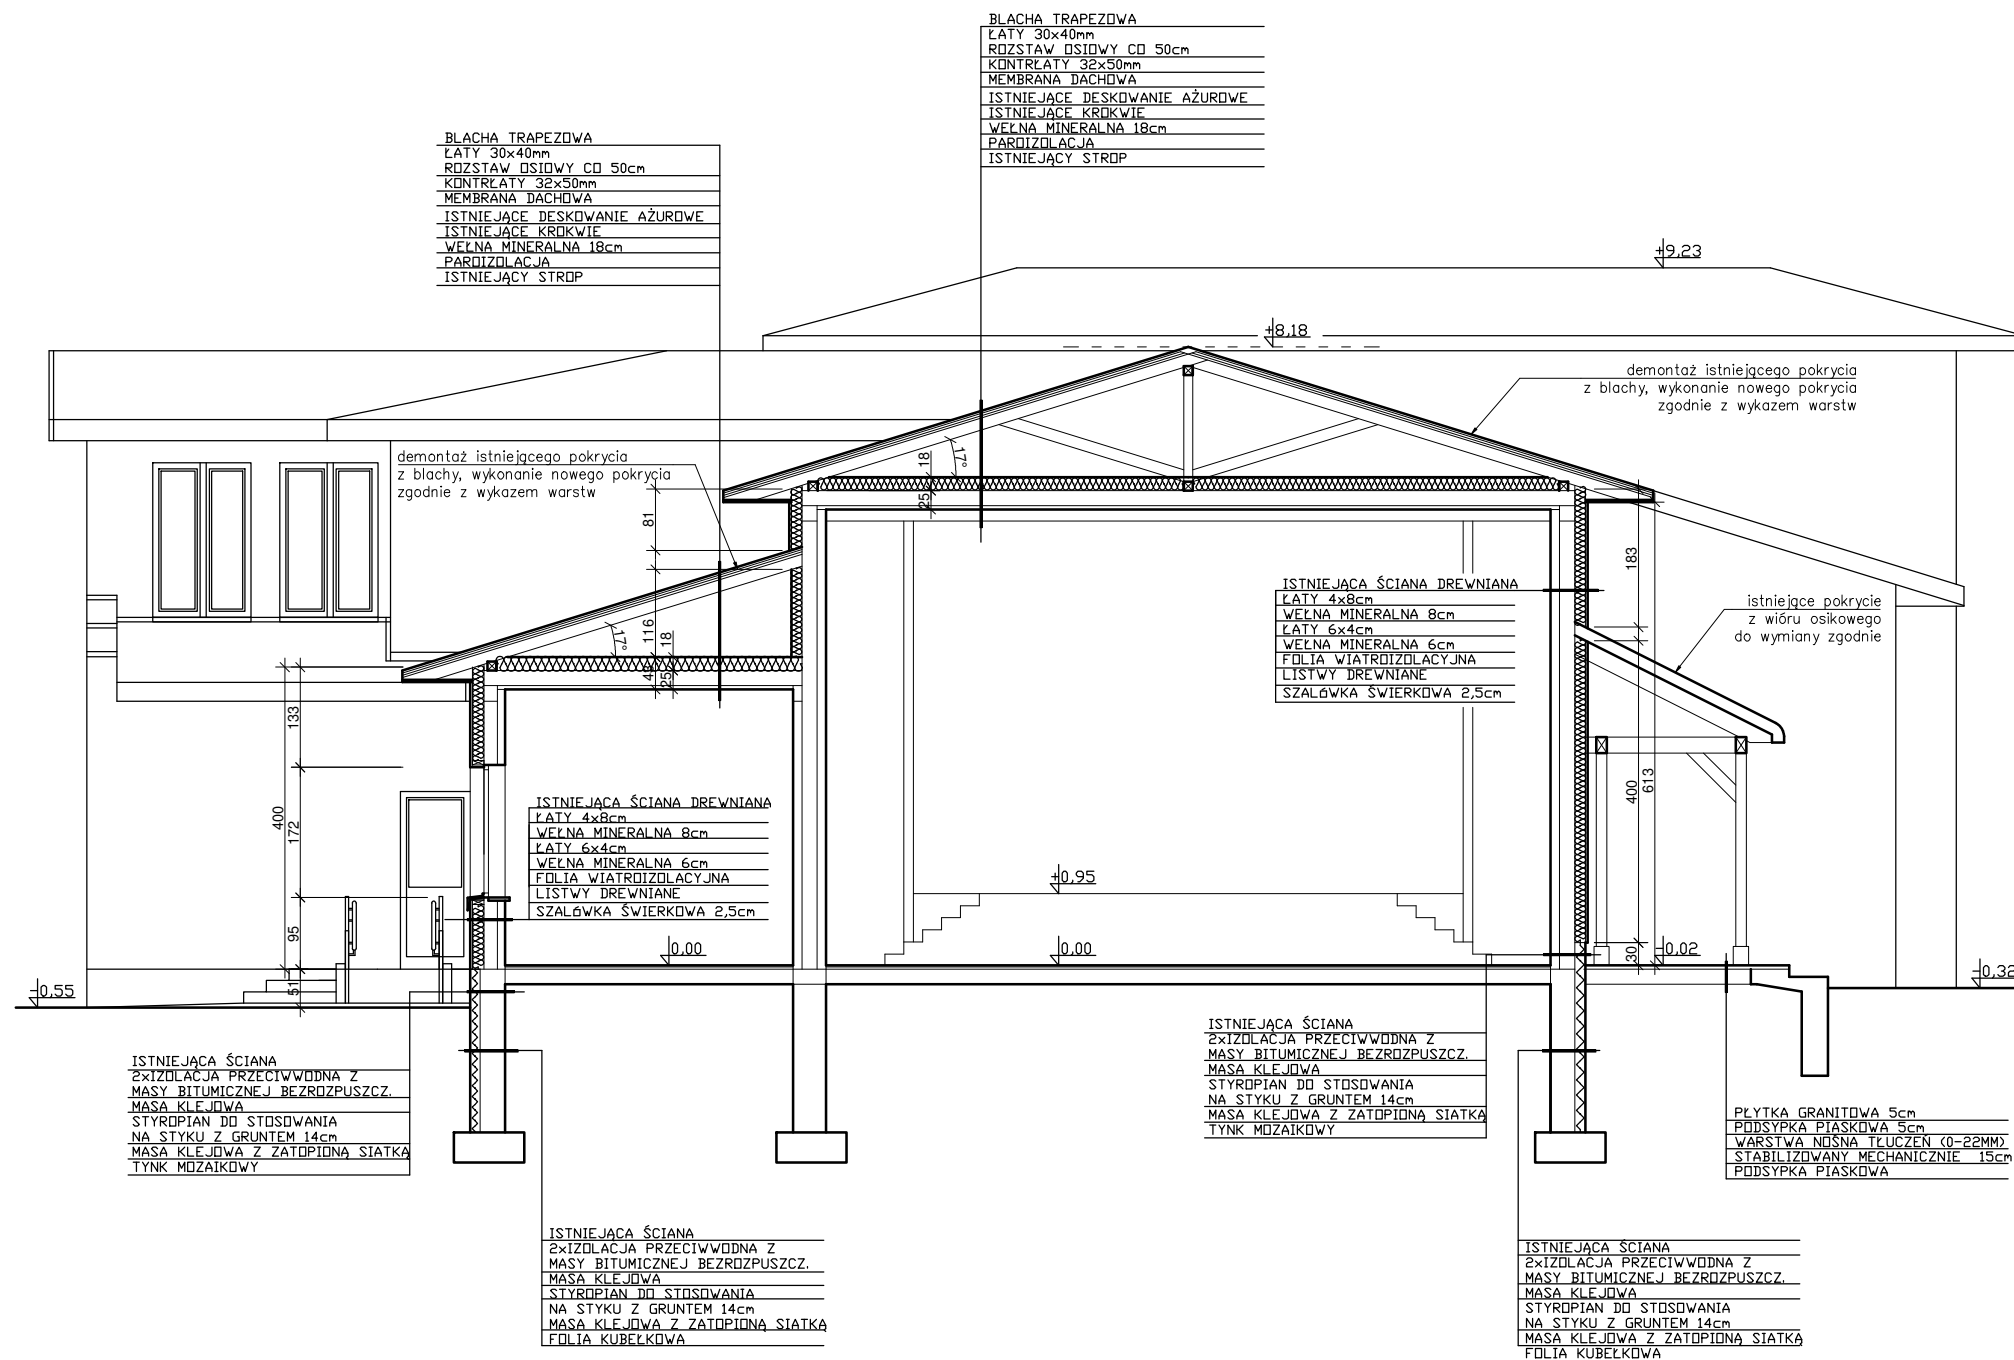 BLACHA TRAPEZOWA
ŁATY 30x40mm
ROZSTAW OSIOWY CO 50cm
KONTRŁATY 32x50mm
MEMBRANA DACHOWA
ISTNIEJĄCE DESKOWANIE AŻUROWE
ISTNIEJĄCE KROKWIE
WEŁNA MINERALNA 18cm
PAROIZOLACJA
ISTNIEJĄCY STROP
BLACHA TRAPEZOWA
ŁATY 30x40mm
ROZSTAW OSIOWY CO 50cm
KONTRŁATY 32x50mm
MEMBRANA DACHOWA
ISTNIEJĄCE DESKOWANIE AŻUROWE
ISTNIEJĄCE KROKWIE
WEŁNA MINERALNA 18cm
PAROIZOLACJA
ISTNIEJĄCY STROP
+9,23
+8,18
demontaż istniejącego pokrycia
z blachy, wykonanie nowego pokrycia
zgodnie z wykazem warstw
demontaż istniejącego pokrycia
z blachy, wykonanie nowego pokrycia
zgodnie z wykazem warstw
18
17°
25
81
116
18
17°
43
25
183
ISTNIEJĄCA ŚCIANA DREWNIANA
ŁATY 4x8cm
WEŁNA MINERALNA 8cm
ŁATY 6x4cm
WEŁNA MINERALNA 6cm
FOLIA WIATROIZOLACYJNA
LISTWY DREWNIANE
SZALÓWKA ŚWIERKOWA 2,5cm
istniejące pokrycie
z wióru osikowego
do wymiany zgodnie
133
400
172
95
51
400
613
30
ISTNIEJĄCA ŚCIANA DREWNIANA
ŁATY 4x8cm
WEŁNA MINERALNA 8cm
ŁATY 6x4cm
WEŁNA MINERALNA 6cm
FOLIA WIATROIZOLACYJNA
LISTWY DREWNIANE
SZALÓWKA ŚWIERKOWA 2,5cm
+0,95
0,00
0,00
-0,02
-0,55
-0,32
ISTNIEJĄCA ŚCIANA
2xIZOLACJA PRZECIWWODNA Z
MASY BITUMICZNEJ BEZROZPUSZCZ.
MASA KLEJOWA
STYROPIAN DO STOSOWANIA
NA STYKU Z GRUNTEM 14cm
MASA KLEJOWA Z ZATOPIONĄ SIATKĄ
TYNK MOZAIKOWY
ISTNIEJĄCA ŚCIANA
2xIZOLACJA PRZECIWWODNA Z
MASY BITUMICZNEJ BEZROZPUSZCZ.
MASA KLEJOWA
STYROPIAN DO STOSOWANIA
NA STYKU Z GRUNTEM 14cm
MASA KLEJOWA Z ZATOPIONĄ SIATKĄ
TYNK MOZAIKOWY
PŁYTKA GRANITOWA 5cm
PODSYPKA PIASKOWA 5cm
WARSTWA NOŚNA TŁUCZEŃ (0-22MM)
STABILIZOWANY MECHANICZNIE 15cm
PODSYPKA PIASKOWA
ISTNIEJĄCA ŚCIANA
2xIZOLACJA PRZECIWWODNA Z
MASY BITUMICZNEJ BEZROZPUSZCZ.
MASA KLEJOWA
STYROPIAN DO STOSOWANIA
NA STYKU Z GRUNTEM 14cm
MASA KLEJOWA Z ZATOPIONĄ SIATKĄ
FOLIA KUBEŁKOWA
ISTNIEJĄCA ŚCIANA
2xIZOLACJA PRZECIWWODNA Z
MASY BITUMICZNEJ BEZROZPUSZCZ.
MASA KLEJOWA
STYROPIAN DO STOSOWANIA
NA STYKU Z GRUNTEM 14cm
MASA KLEJOWA Z ZATOPIONĄ SIATKĄ
FOLIA KUBEŁKOWA